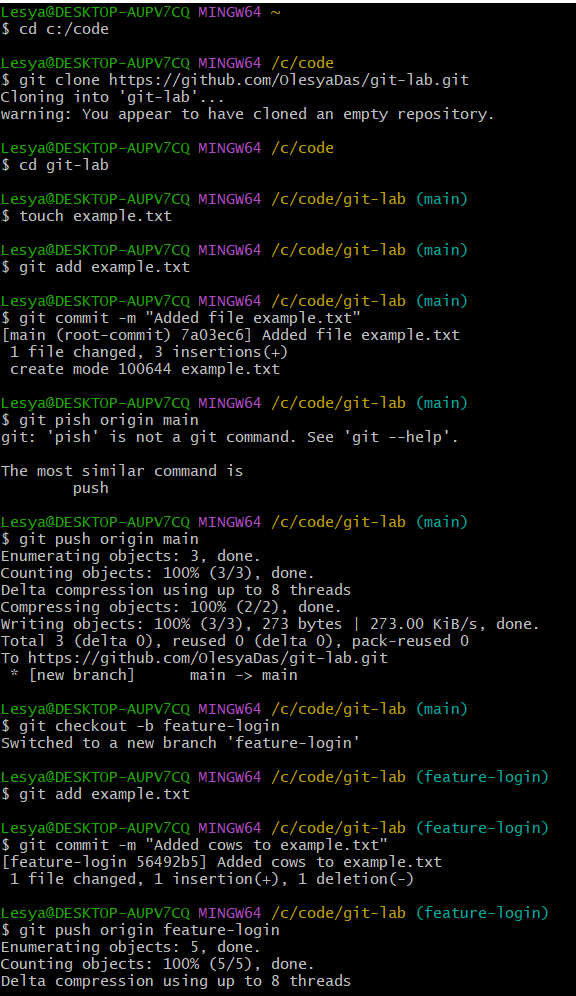 Lesya@DESKTOP-AUPV7CQ MINGW64 ~
$ cd c:/code

Lesya@DESKTOP-AUPV7CQ MINGW64 /c/code
$ git clone https://github.com/OlesyaDas/git-lab.git
Cloning into 'git-lab'...
warning: You appear to have cloned an empty repository.

Lesya@DESKTOP-AUPV7CQ MINGW64 /c/code
$ cd git-lab

Lesya@DESKTOP-AUPV7CQ MINGW64 /c/code/git-lab (main)
$ touch example.txt

Lesya@DESKTOP-AUPV7CQ MINGW64 /c/code/git-lab (main)
$ git add example.txt

Lesya@DESKTOP-AUPV7CQ MINGW64 /c/code/git-lab (main)
$ git commit -m "Added file example.txt"
[main (root-commit) 7a03ec6] Added file example.txt
 1 file changed, 3 insertions(+)
 create mode 100644 example.txt

Lesya@DESKTOP-AUPV7CQ MINGW64 /c/code/git-lab (main)
$ git pish origin main
git: 'pish' is not a git command. See 'git --help'.

The most similar command is
        push

Lesya@DESKTOP-AUPV7CQ MINGW64 /c/code/git-lab (main)
$ git push origin main
Enumerating objects: 3, done.
Counting objects: 100% (3/3), done.
Delta compression using up to 8 threads
Compressing objects: 100% (2/2), done.
Writing objects: 100% (3/3), 273 bytes | 273.00 KiB/s, done.
Total 3 (delta 0), reused 0 (delta 0), pack-reused 0
To https://github.com/OlesyaDas/git-lab.git
 * [new branch]      main -> main

Lesya@DESKTOP-AUPV7CQ MINGW64 /c/code/git-lab (main)
$ git checkout -b feature-login
Switched to a new branch 'feature-login'

Lesya@DESKTOP-AUPV7CQ MINGW64 /c/code/git-lab (feature-login)
$ git add example.txt

Lesya@DESKTOP-AUPV7CQ MINGW64 /c/code/git-lab (feature-login)
$ git commit -m "Added cows to example.txt"
[feature-login 56492b5] Added cows to example.txt
 1 file changed, 1 insertion(+), 1 deletion(-)

Lesya@DESKTOP-AUPV7CQ MINGW64 /c/code/git-lab (feature-login)
$ git push origin feature-login
Enumerating objects: 5, done.
Counting objects: 100% (5/5), done.
Delta compression using up to 8 threads